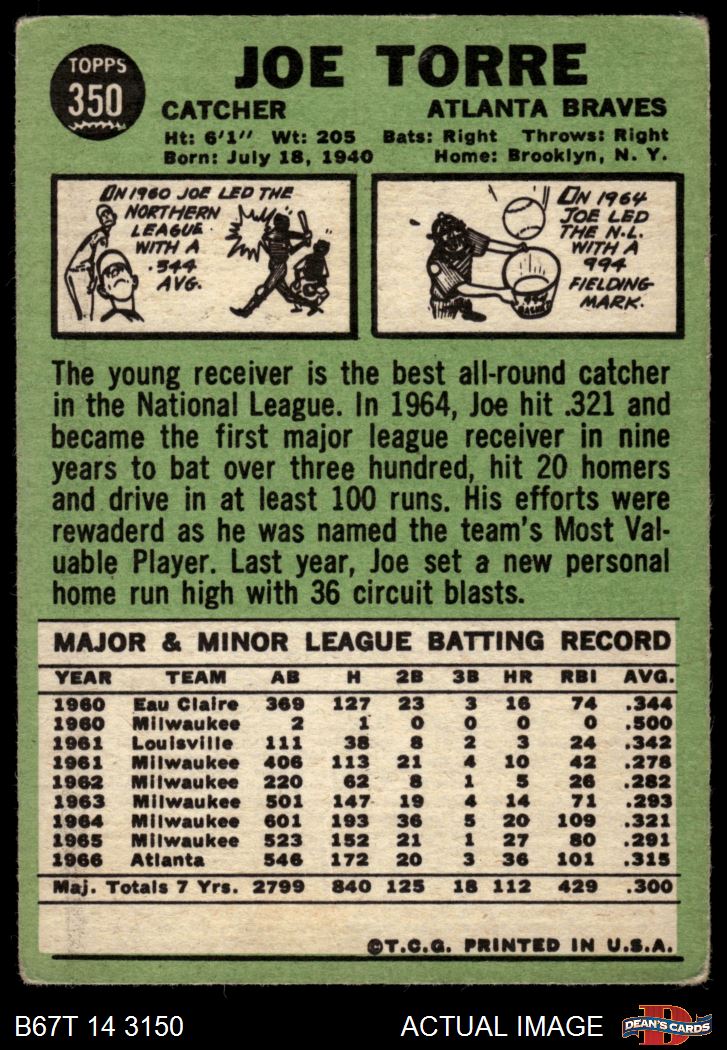 TOPPS
350
JOE TORRE
CATCHER ATLANTA BRAVES
Ht: 6'1" Wt: 205 Bats: Right Throws: Right
Born: July 18, 1940 Home: Brooklyn, N. Y.
IN 1960 JOE LED THE
NORTHERN
LEAGUE
WITH A
.344
AVG.
IN 1964
JOE LED
THE N.L.
WITH A
994
FIELDING
MARK.
The young receiver is the best all-round catcher
in the National League. In 1964, Joe hit .321 and
became the first major league receiver in nine
years to bat over three hundred, hit 20 homers
and drive in at least 100 runs. His efforts were
rewaderd as he was named the team's Most Val-
uable Player. Last year, Joe set a new personal
home run high with 36 circuit blasts.
MAJOR & MINOR LEAGUE BATTING RECORD
YEAR TEAM AB H 2B 3B HR RBI AVG.
1960 Eau Claire 369 127 23 3 16 74 .344
1960 Milwaukee 2 1 0 0 0 0 .500
1961 Louisville 111 38 8 2 3 24 .342
1961 Milwaukee 406 113 21 4 10 42 .278
1962 Milwaukee 220 62 8 1 5 26 .282
1963 Milwaukee 501 147 19 4 14 71 .293
1964 Milwaukee 601 193 36 5 20 109 .321
1965 Milwaukee 523 152 21 1 27 80 .291
1966 Atlanta 546 172 20 3 36 101 .315
Maj. Totals 7 Yrs. 2799 840 125 18 112 429 .300
©T.C.G. PRINTED IN U.S.A.
B67T 14 3150 ACTUAL IMAGE
D
DEAN'S CARDS